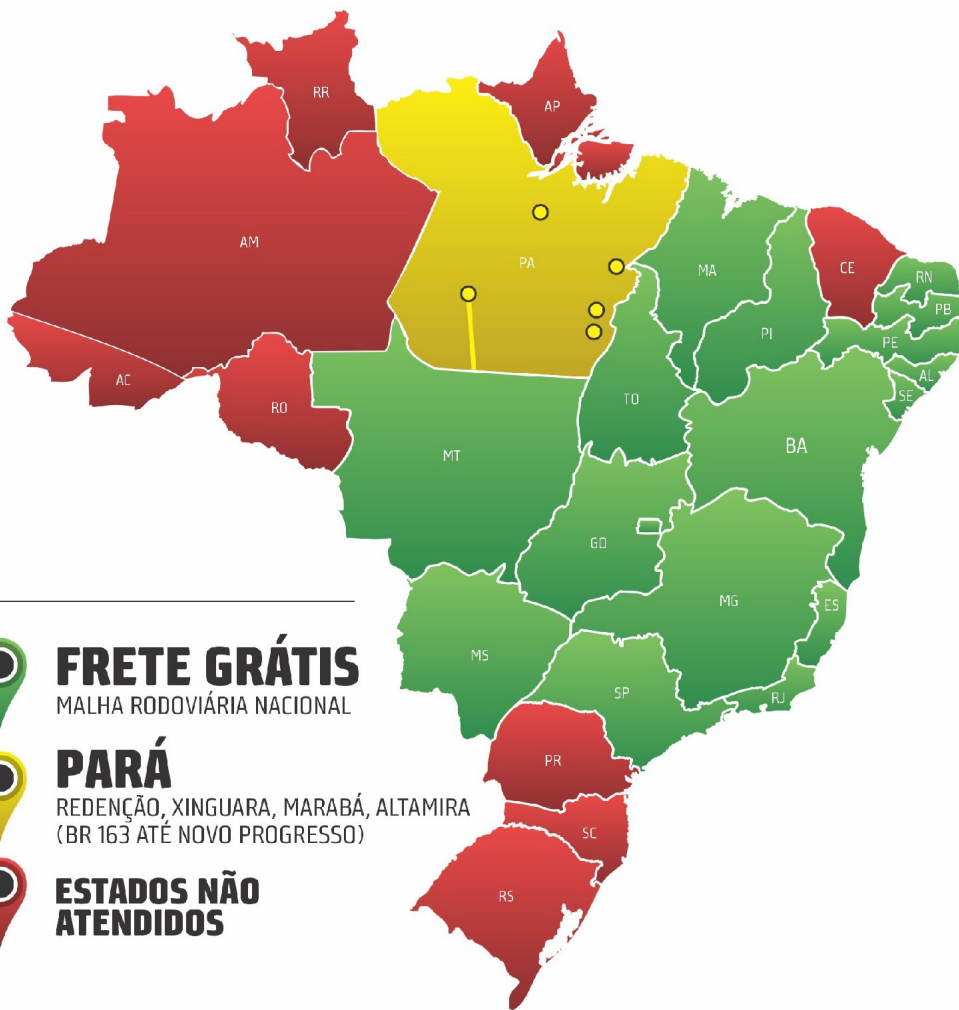 RR
AP
AM
PA
MA
CE
RN
PB
PI
PE
AL
SE
AC
RO
TO
MT
BA
GO
MG
ES
MS
SP
RJ
PR
SC
RS
FRETE GRÁTIS
MALHA RODOVIÁRIA NACIONAL
PARÁ
REDENÇÃO, XINGUARA, MARABÁ, ALTAMIRA
(BR 163 ATÉ NOVO PROGRESSO)
ESTADOS NÃO
ATENDIDOS